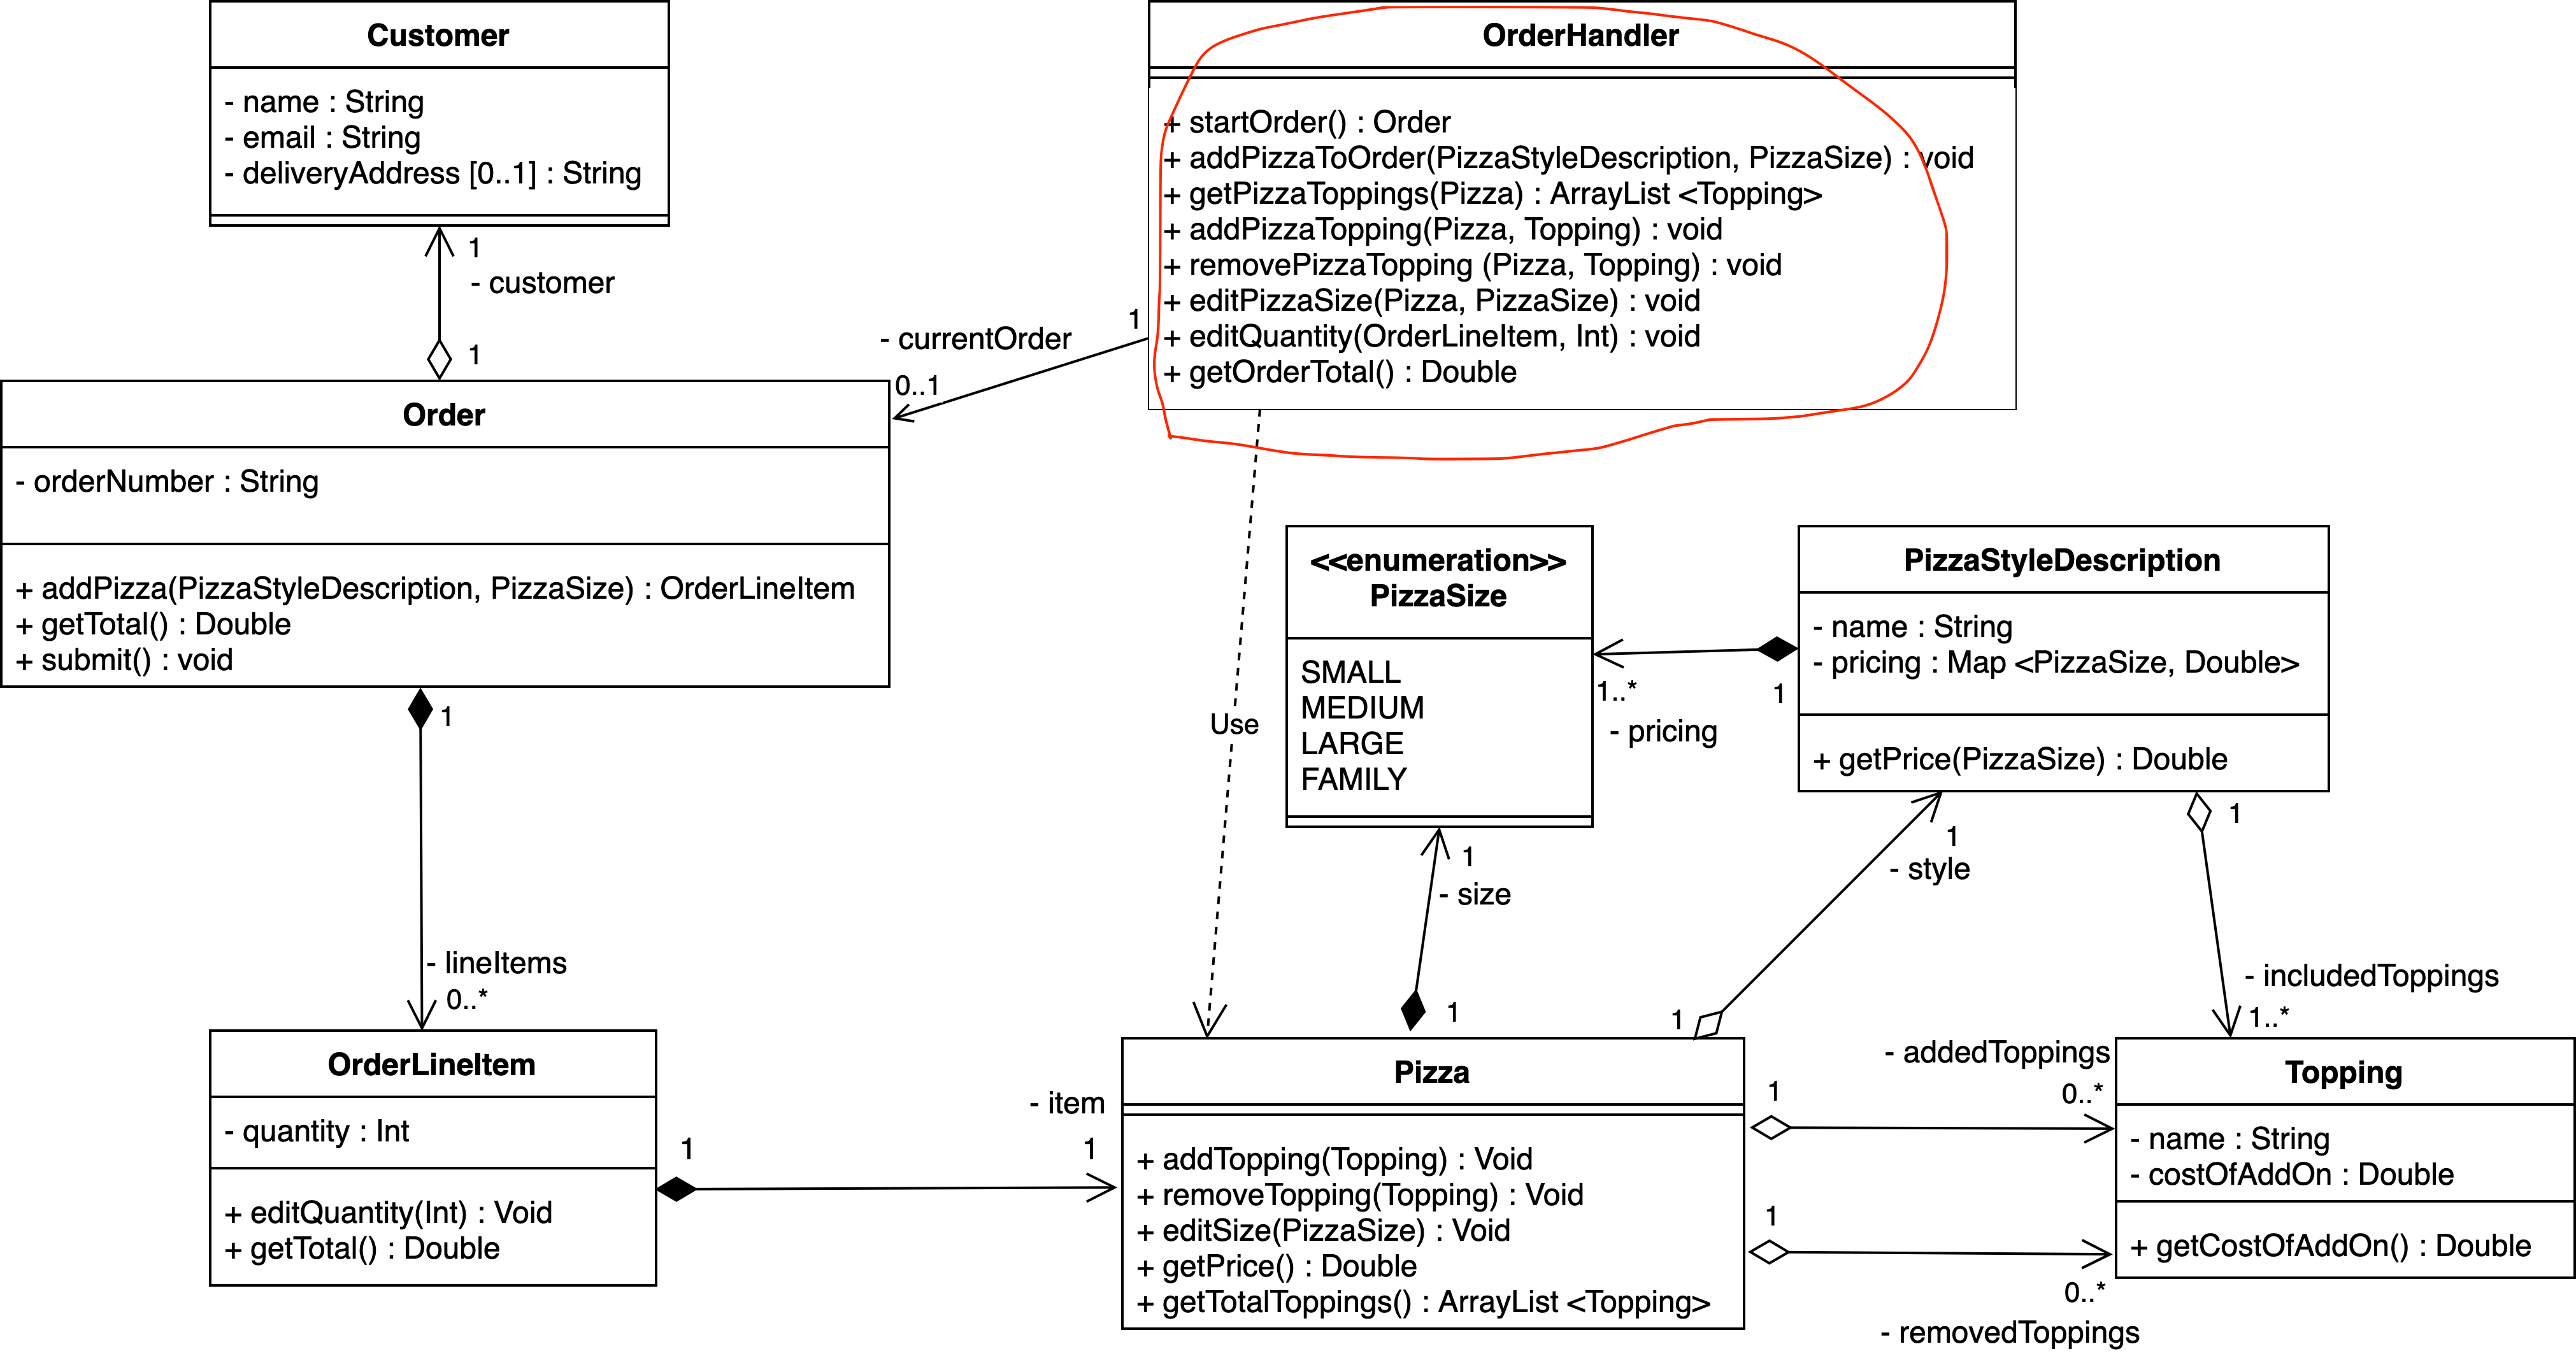 Customer
- name : String
- email : String
- deliveryAddress [0..1] : String
1
- customer
1
OrderHandler
+ startOrder() : Order
+ addPizzaToOrder(PizzaStyleDescription, PizzaSize) : void
+ getPizzaToppings(Pizza) : ArrayList <Topping>
+ addPizzaTopping(Pizza, Topping) : void
+ removePizzaTopping (Pizza, Topping) : void
+ editPizzaSize(Pizza, PizzaSize) : void
+ editQuantity(OrderLineItem, Int) : void
+ getOrderTotal() : Double
1
- currentOrder
0..1
Order
- orderNumber : String
+ addPizza(PizzaStyleDescription, PizzaSize) : OrderLineItem
+ getTotal() : Double
+ submit() : void
1
- lineItems
0..*
Use
<<enumeration>>
PizzaSize
SMALL
MEDIUM
LARGE
FAMILY
1..*
- pricing
1
PizzaStyleDescription
- name : String
- pricing : Map <PizzaSize, Double>
+ getPrice(PizzaSize) : Double
1
- size
1
1
- style
1
1
- includedToppings
1..*
OrderLineItem
- quantity : Int
+ editQuantity(Int) : Void
+ getTotal() : Double
1
- item
1
Pizza
+ addTopping(Topping) : Void
+ removeTopping(Topping) : Void
+ editSize(PizzaSize) : Void
+ getPrice() : Double
+ getTotalToppings() : ArrayList <Topping>
1
- addedToppings
0..*
1
0..*
- removedToppings
Topping
- name : String
- costOfAddOn : Double
+ getCostOfAddOn() : Double